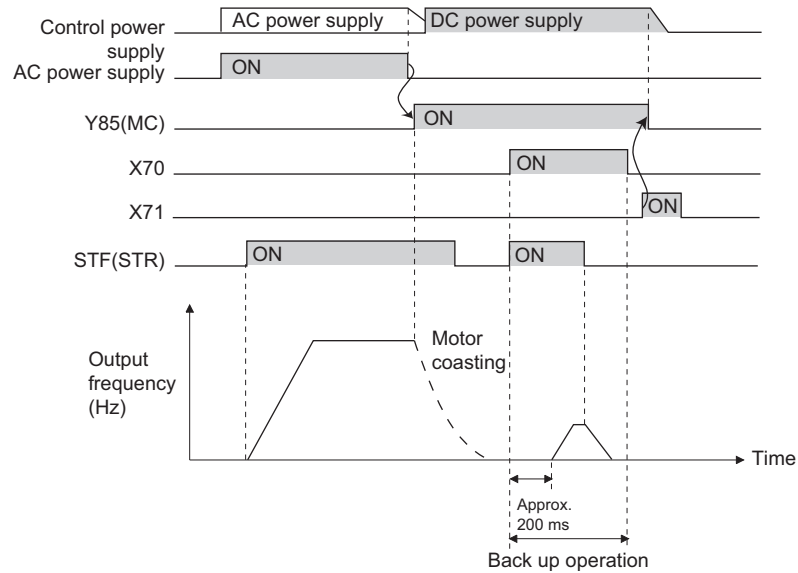 Control power
supply
AC power supply
DC power supply
AC power supply
ON
Y85(MC)
ON
X70
ON
X71
ON
STF(STR)
ON
ON
Output
frequency
(Hz)
Motor
coasting
Time
Approx.
200 ms
Back up operation